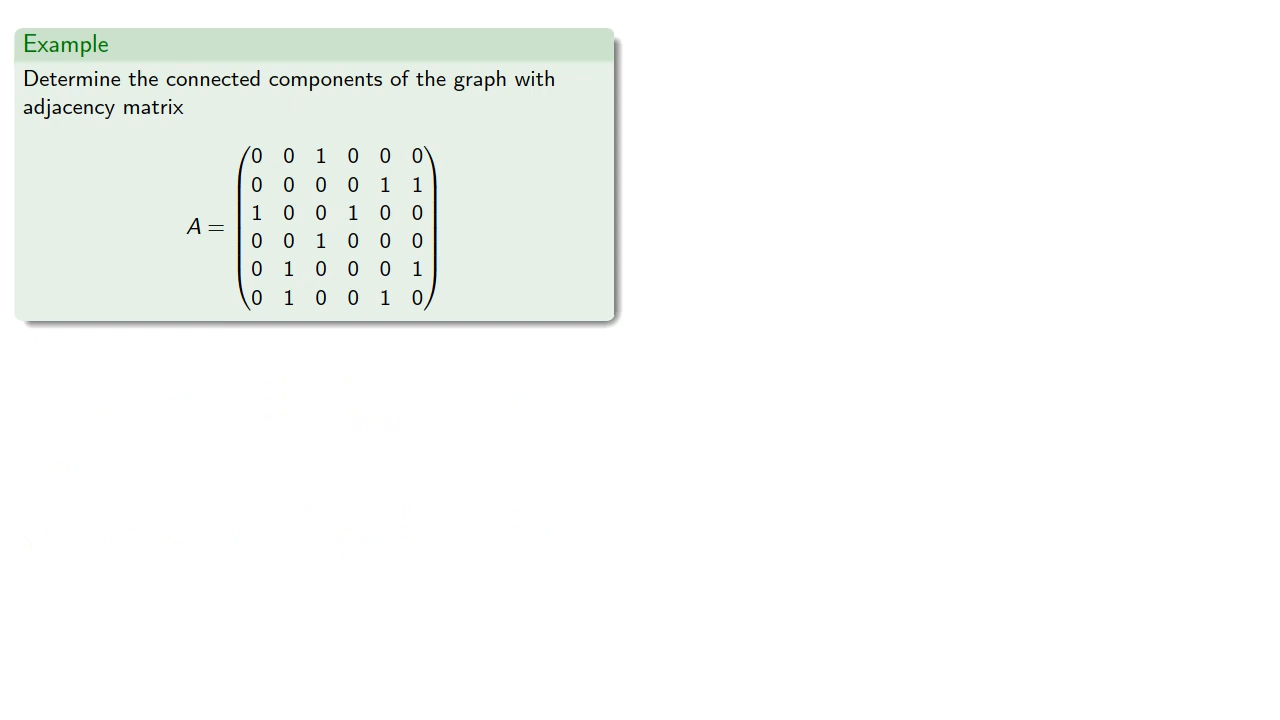 Example
Determine the connected components of the graph with
adjacency matrix
0 0 1 0 0 0
0 0 0 0 1 1
1 0 0 1 0 0
A = 
0 0 1 0 0 0
0 1 0 0 0 1
0 1 0 0 1 0